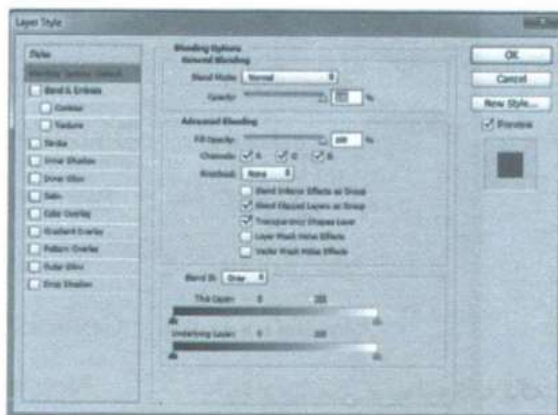 Layer Style
Styles
Blending Options: Default
Bevel & Emboss
Contour
Texture
Stroke
Inner Shadow
Inner Glow
Satin
Color Overlay
Gradient Overlay
Pattern Overlay
Outer Glow
Drop Shadow
Blending Options
General Blending
Blend Mode: Normal
Opacity: %
Advanced Blending
Fill Opacity: 100 %
Channels: R G B
Knockout: None
Blend Interior Effects as Group
Blend Clipped Layers as Group
Transparency Shapes Layer
Layer Mask Hides Effects
Vector Mask Hides Effects
Blend If: Gray
This Layer: 0 255
Underlying Layer: 0 255
OK
Cancel
New Style...
Preview